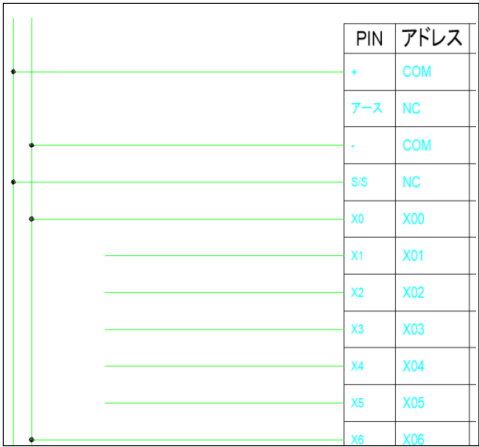 PIN アドレス
+ COM
アース NC
- COM
S/S NC
X0 X00
X1 X01
X2 X02
X3 X03
X4 X04
X5 X05
X6 X06